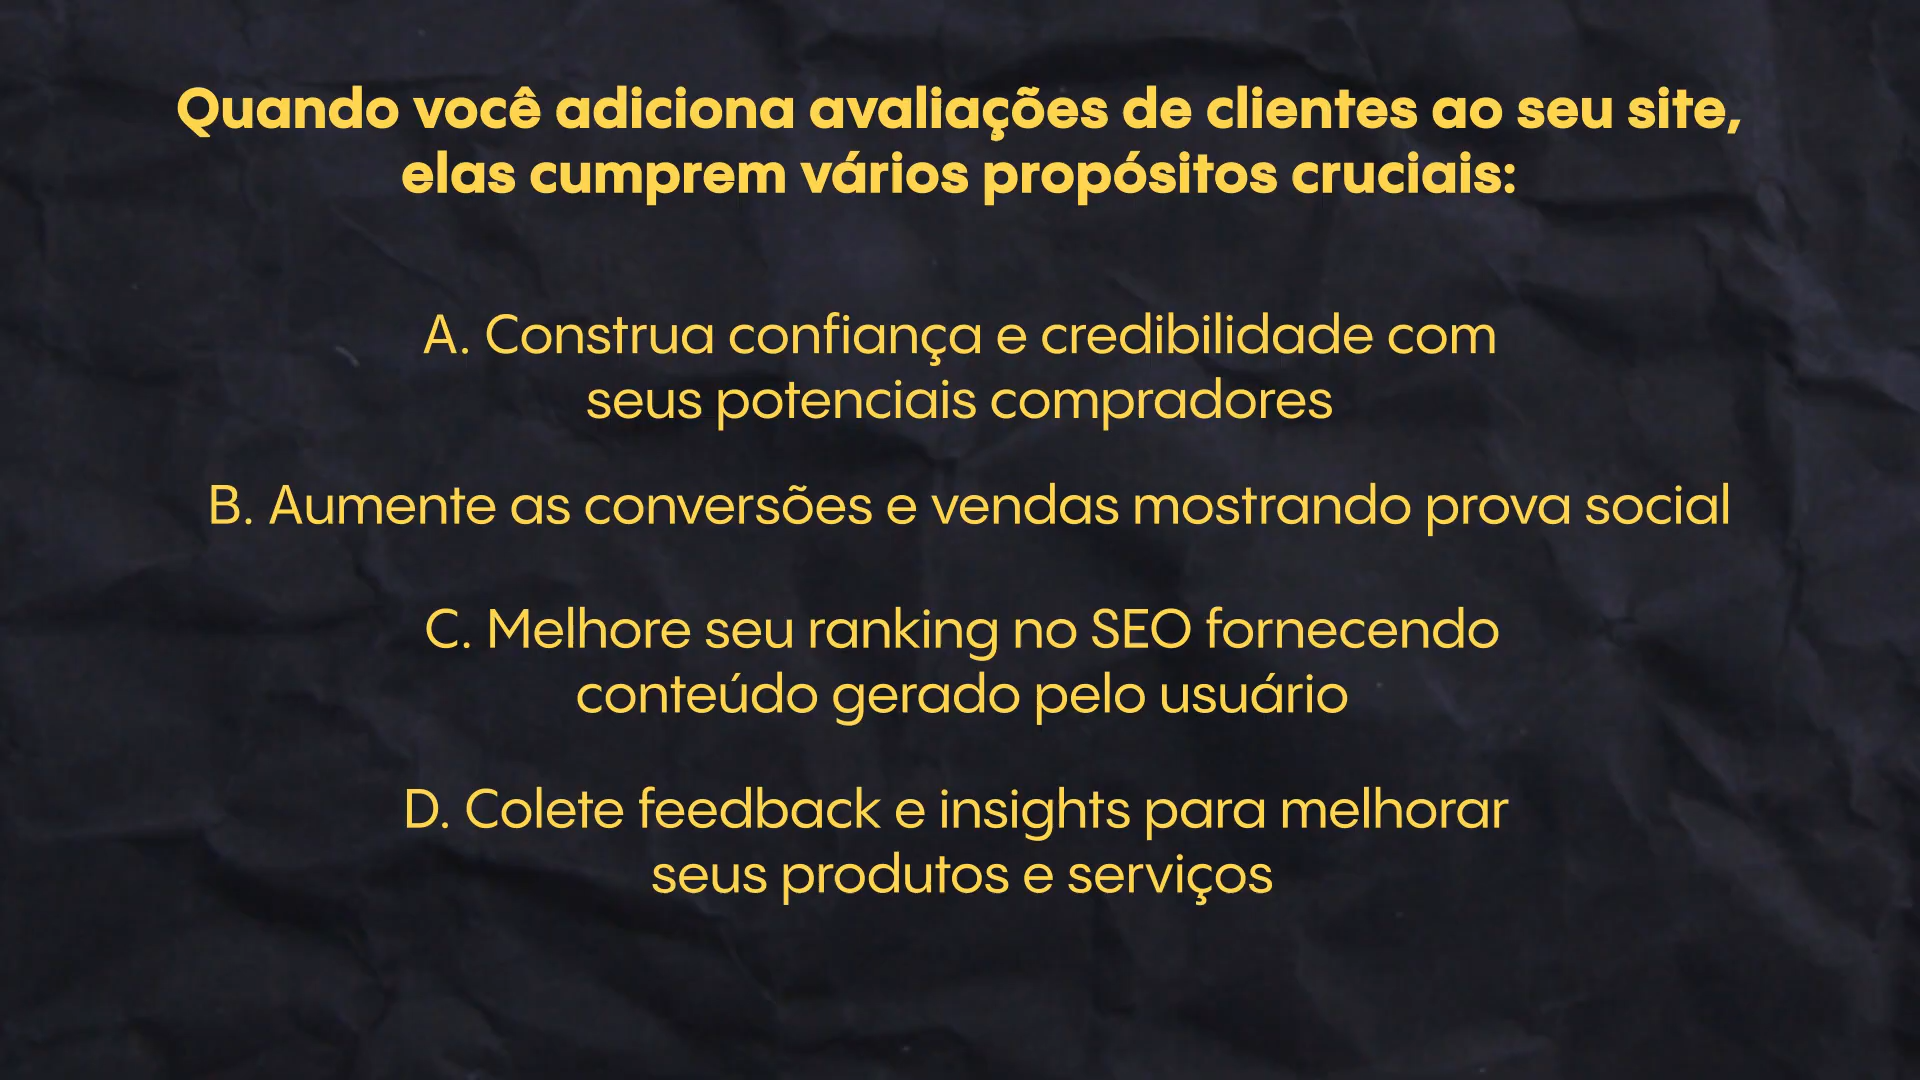 Quando você adiciona avaliações de clientes ao seu site,
elas cumprem vários propósitos cruciais:
A. Construa confiança e credibilidade com
seus potenciais compradores
B. Aumente as conversões e vendas mostrando prova social
C. Melhore seu ranking no SEO fornecendo
conteúdo gerado pelo usuário
D. Colete feedback e insights para melhorar
seus produtos e serviços